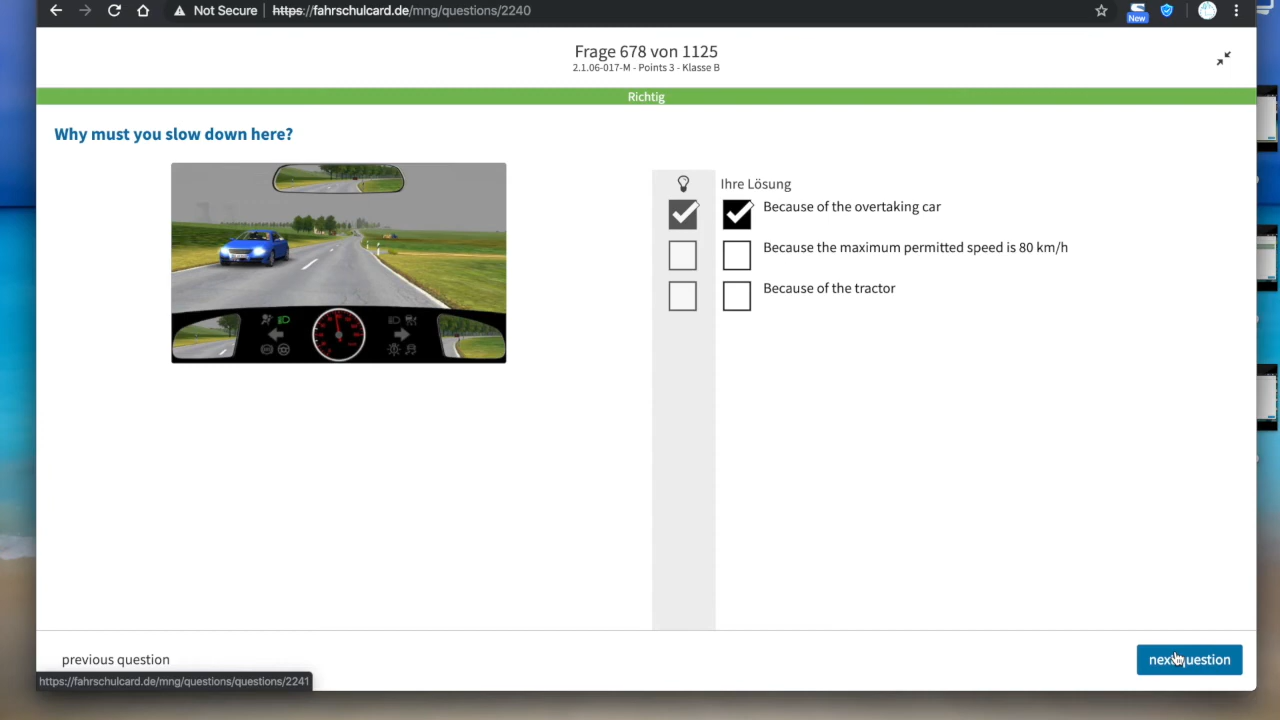 Not Secure
https://fahrschulcard.de/mng/questions/2240
New
Frage 678 von 1125
2.1.06-017-M - Points 3 - Klasse B
Richtig
Why must you slow down here?
Ihre Lösung
Because of the overtaking car
Because the maximum permitted speed is 80 km/h
Because of the tractor
previous question
next question
https://fahrschulcard.de/mng/questions/questions/2241